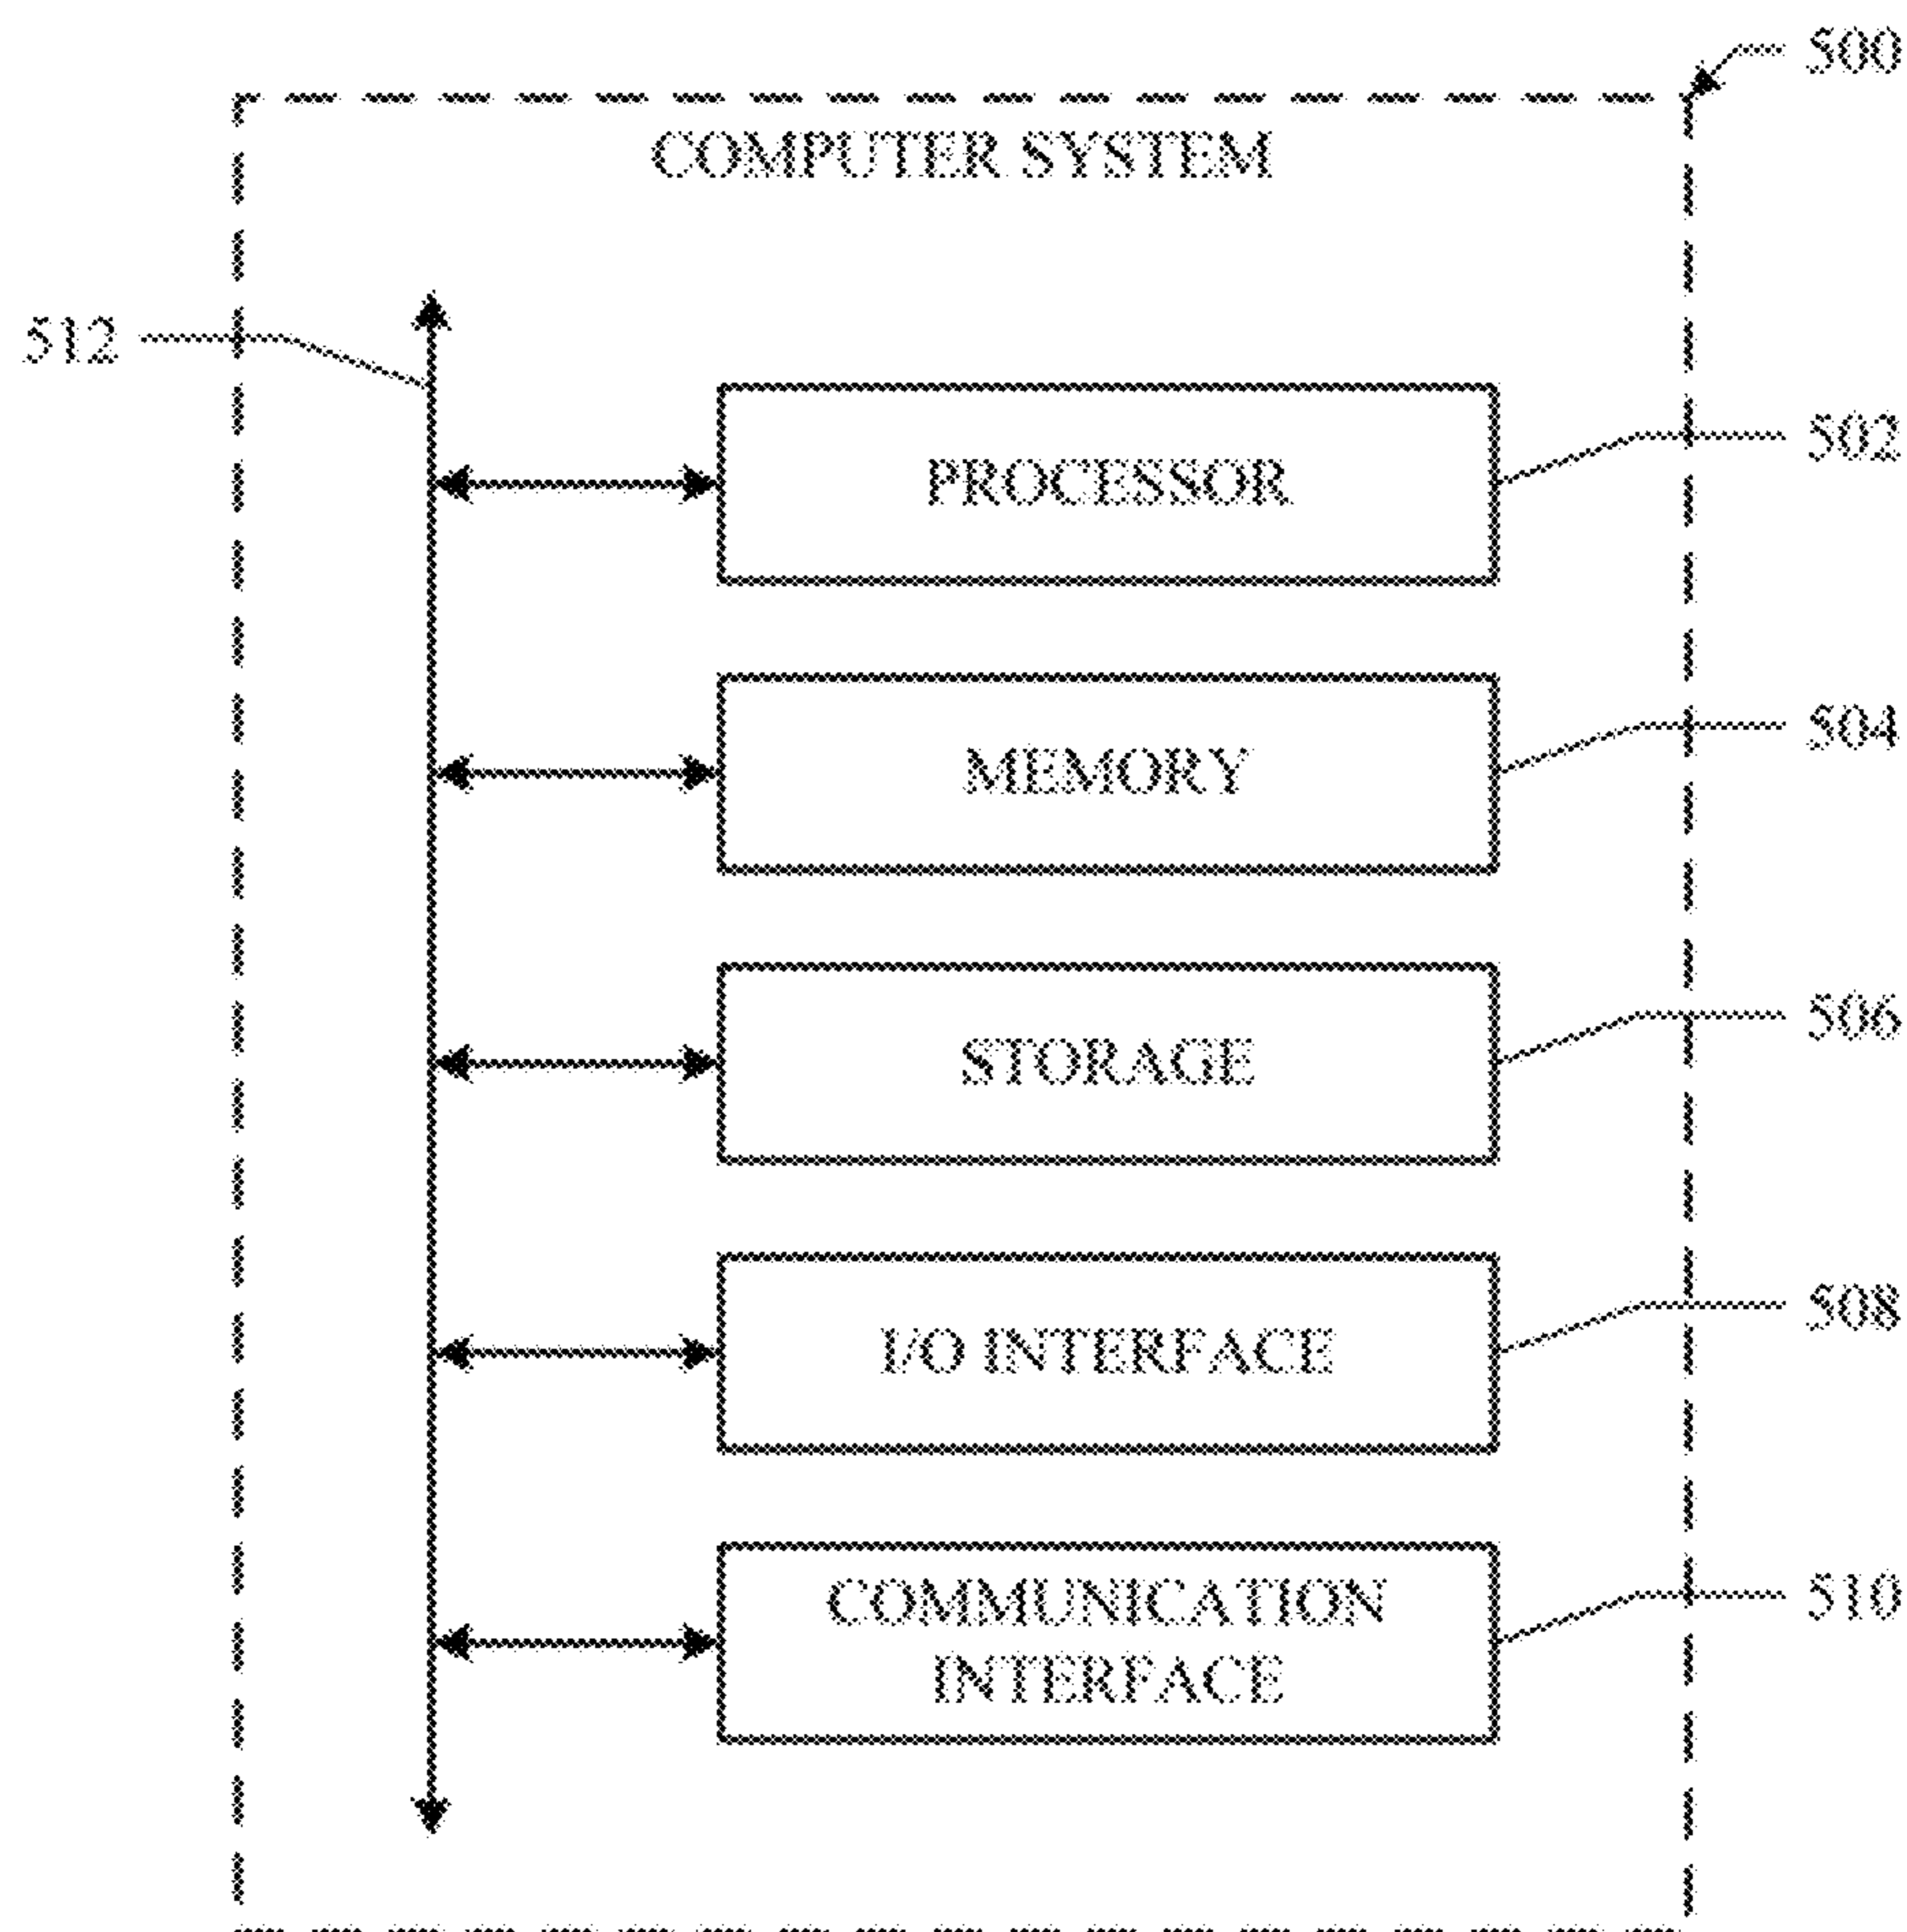 500
COMPUTER SYSTEM
512
502
PROCESSOR
504
MEMORY
506
STORAGE
508
I/O INTERFACE
510
COMMUNICATION
INTERFACE